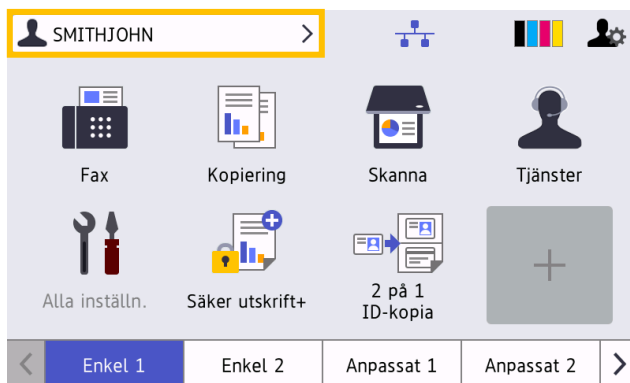 SMITHJOHN
Fax
Kopiering
Skanna
Tjänster
Alla inställn.
Säker utskrift+
2 på 1
ID-kopia
Enkel 1
Enkel 2
Anpassat 1
Anpassat 2